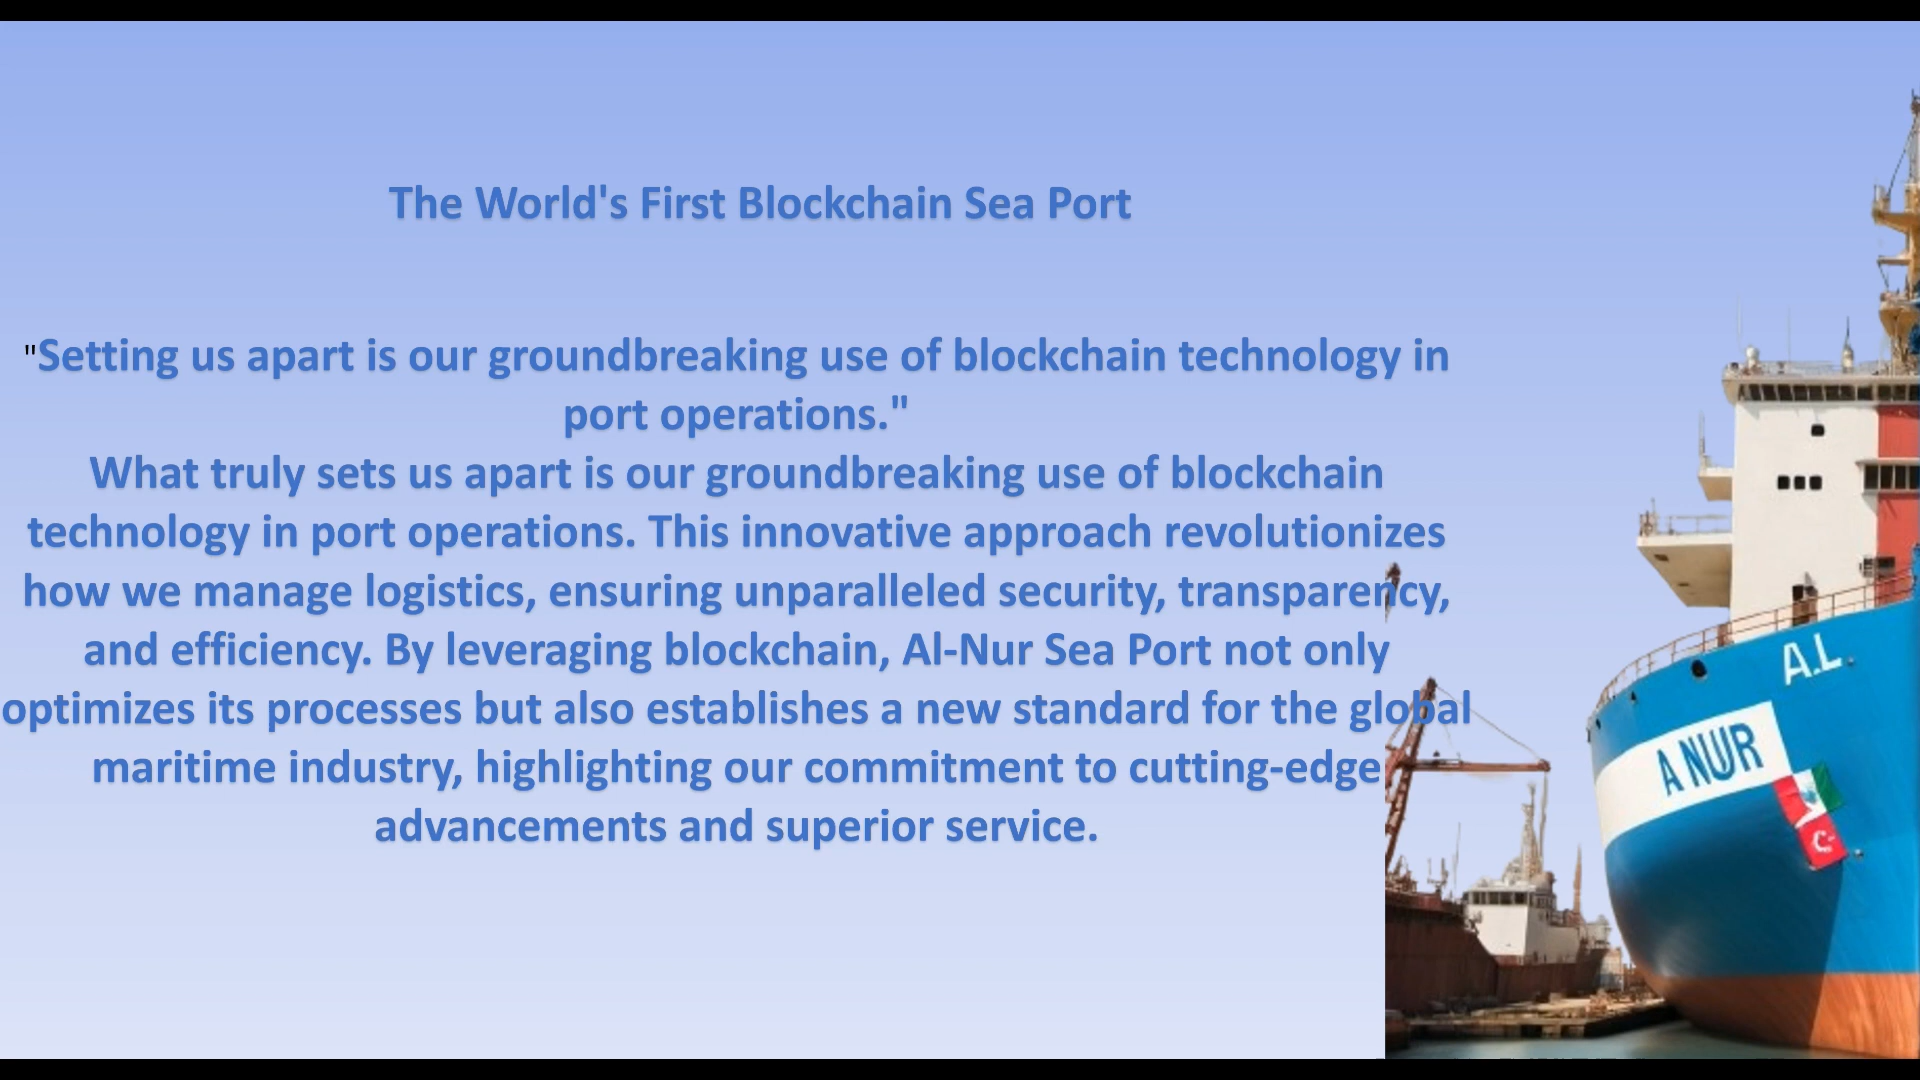 The World's First Blockchain Sea Port
"Setting us apart is our groundbreaking use of blockchain technology in
port operations."
What truly sets us apart is our groundbreaking use of blockchain
technology in port operations. This innovative approach revolutionizes
how we manage logistics, ensuring unparalleled security, transparency,
and efficiency. By leveraging blockchain, Al-Nur Sea Port not only
optimizes its processes but also establishes a new standard for the global
maritime industry, highlighting our commitment to cutting-edge
advancements and superior service.
A.L
A NUR